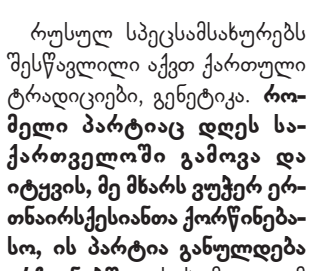 რუსულ სპეცსამსახურებს
შესწავლილი აქვთ ქართული
ტრადიციები, გენეტიკა. რო-
მელი პარტიაც დღეს სა-
ქართველოში გამოვა და
იტყვის, მე მხარს ვუჭერ ერ-
თნაირსქესიანთა ქორწინება-
სო, ის პარტია განულდება